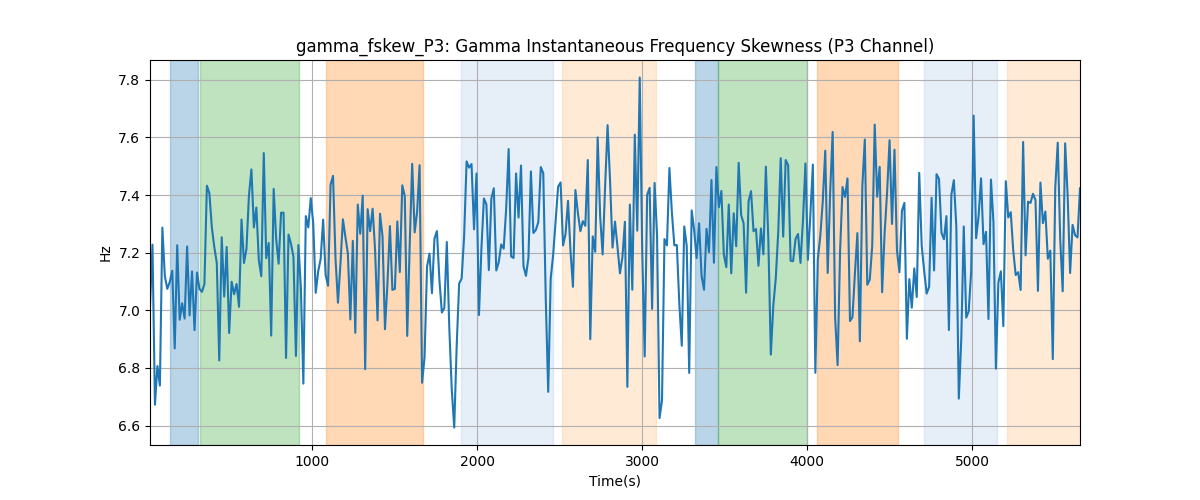 gamma_fskew_P3: Gamma Instantaneous Frequency Skewness (P3 Channel)
7.8
7.6
7.4
7.2
7.0
6.8
6.6
Hz
1000 2000 3000 4000 5000
Time(s)